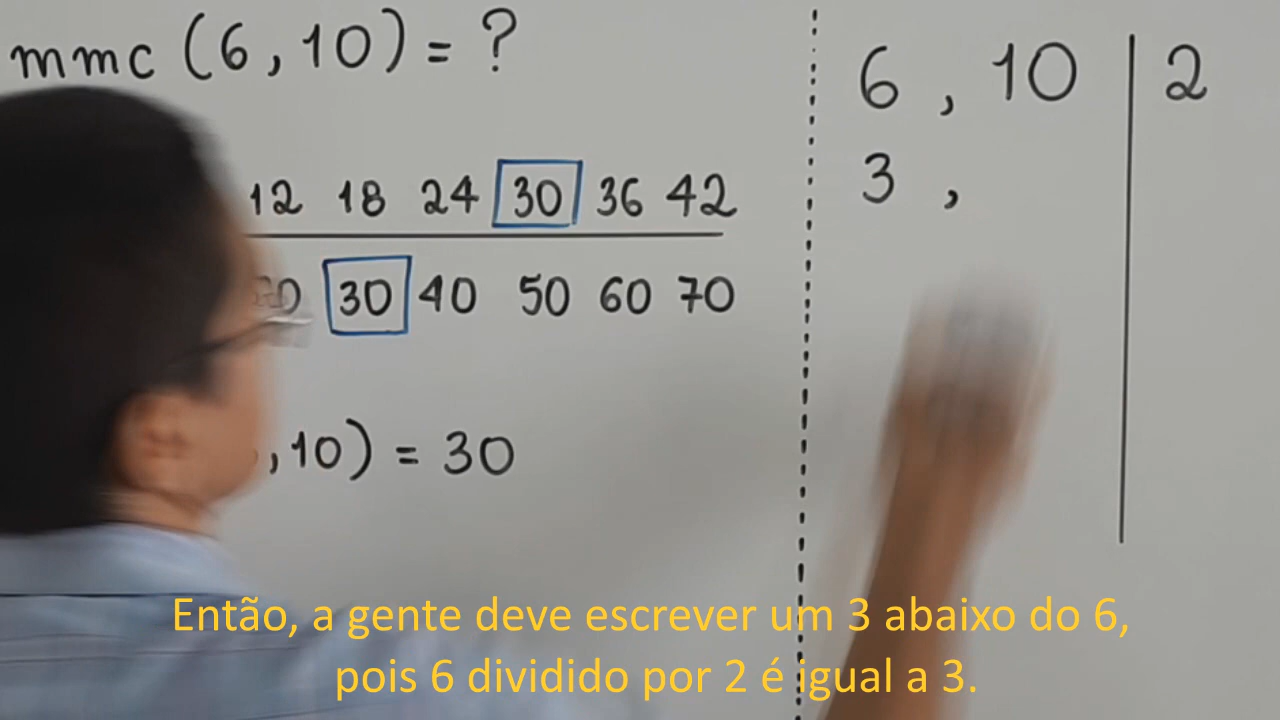 mmc (6,10) = ?
12 18 24 30 36 42
30 40 50 60 70
,10) = 30
6 , 10 | 2
3 ,
Então, a gente deve escrever um 3 abaixo do 6,
pois 6 dividido por 2 é igual a 3.